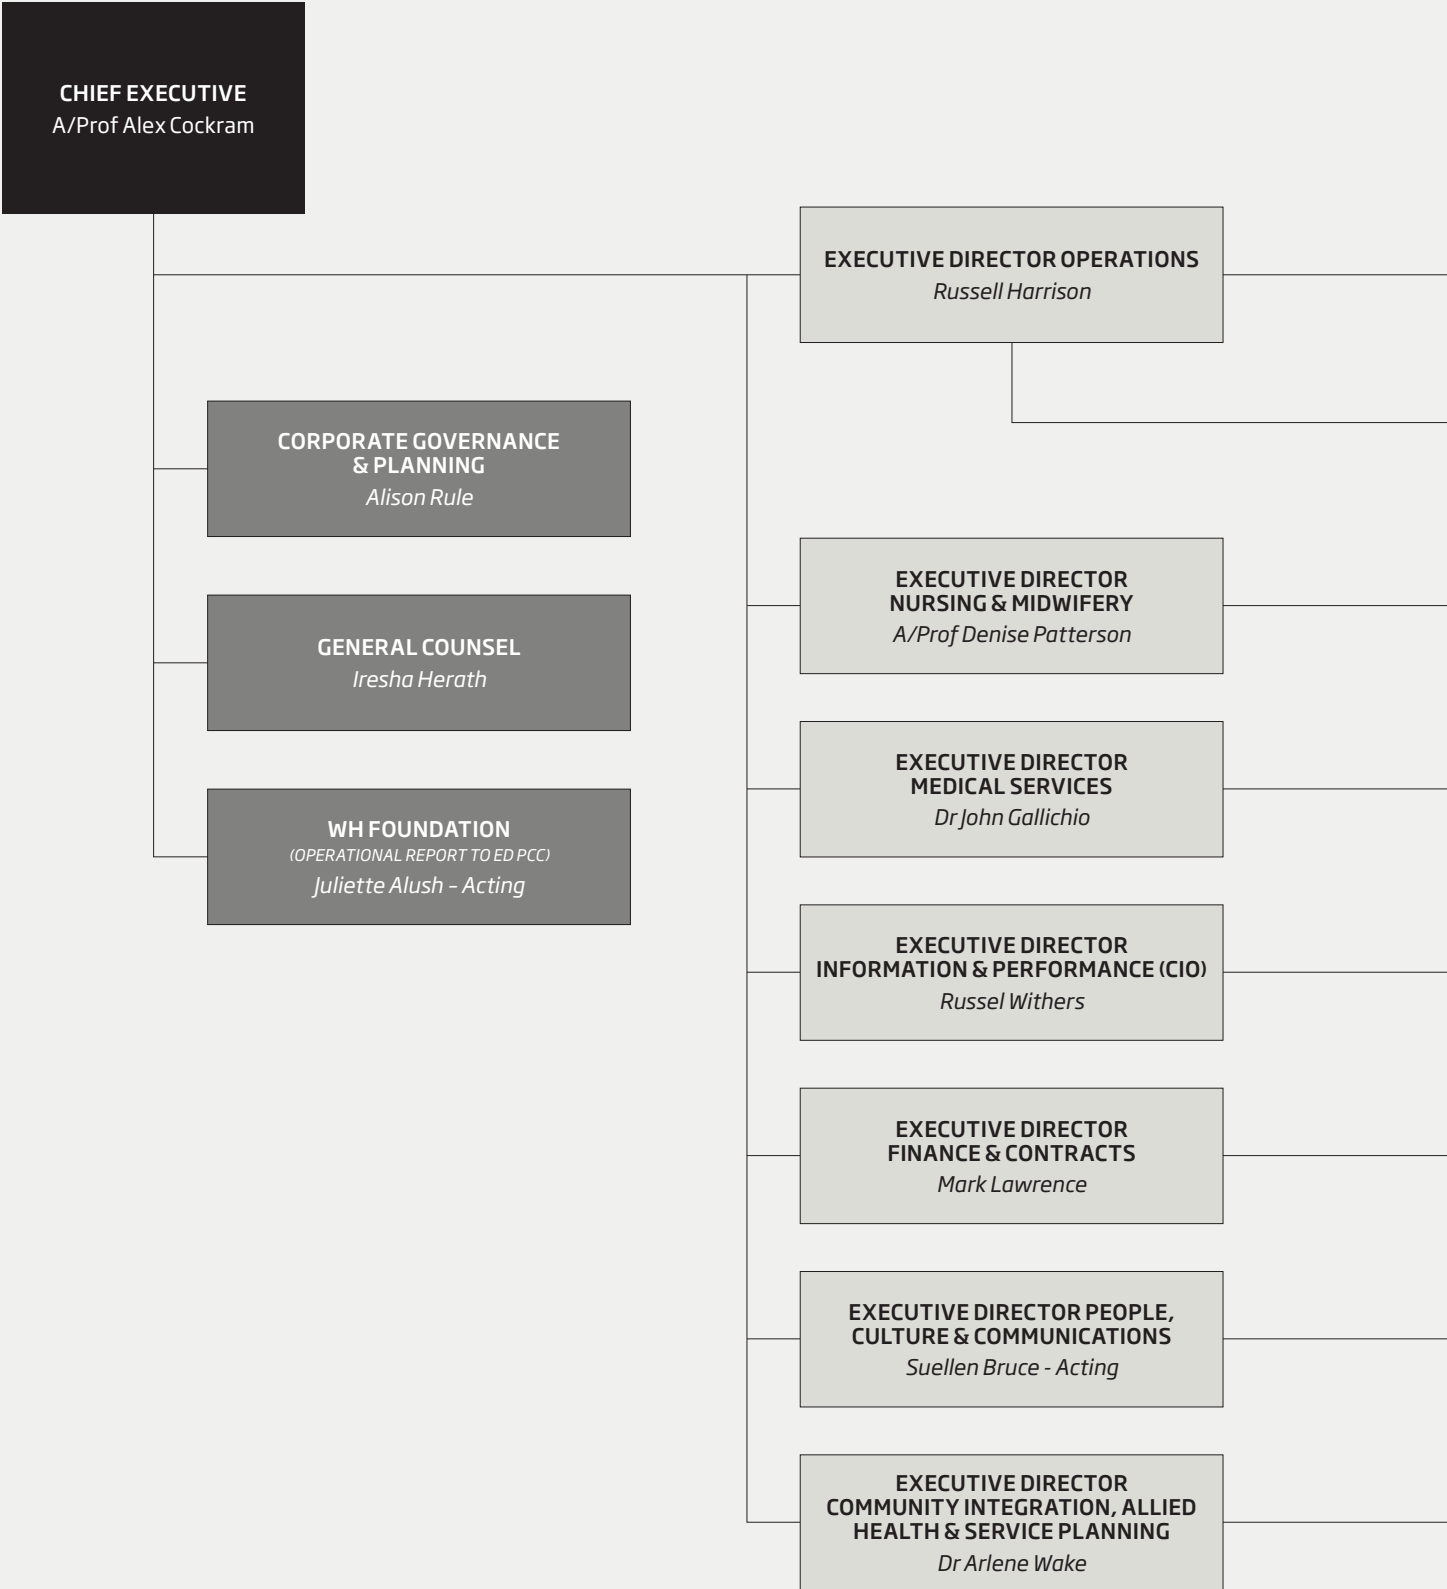 CHIEF EXECUTIVE
A/Prof Alex Cockram
EXECUTIVE DIRECTOR OPERATIONS
Russell Harrison
CORPORATE GOVERNANCE
& PLANNING
Alison Rule
GENERAL COUNSEL
Iresha Herath
WH FOUNDATION
(OPERATIONAL REPORT TO ED PCC)
Juliette Alush – Acting
EXECUTIVE DIRECTOR
NURSING & MIDWIFERY
A/Prof Denise Patterson
EXECUTIVE DIRECTOR
MEDICAL SERVICES
Dr John Gallichio
EXECUTIVE DIRECTOR
INFORMATION & PERFORMANCE (CIO)
Russel Withers
EXECUTIVE DIRECTOR
FINANCE & CONTRACTS
Mark Lawrence
EXECUTIVE DIRECTOR PEOPLE,
CULTURE & COMMUNICATIONS
Suellen Bruce - Acting
EXECUTIVE DIRECTOR
COMMUNITY INTEGRATION, ALLIED
HEALTH & SERVICE PLANNING
Dr Arlene Wake